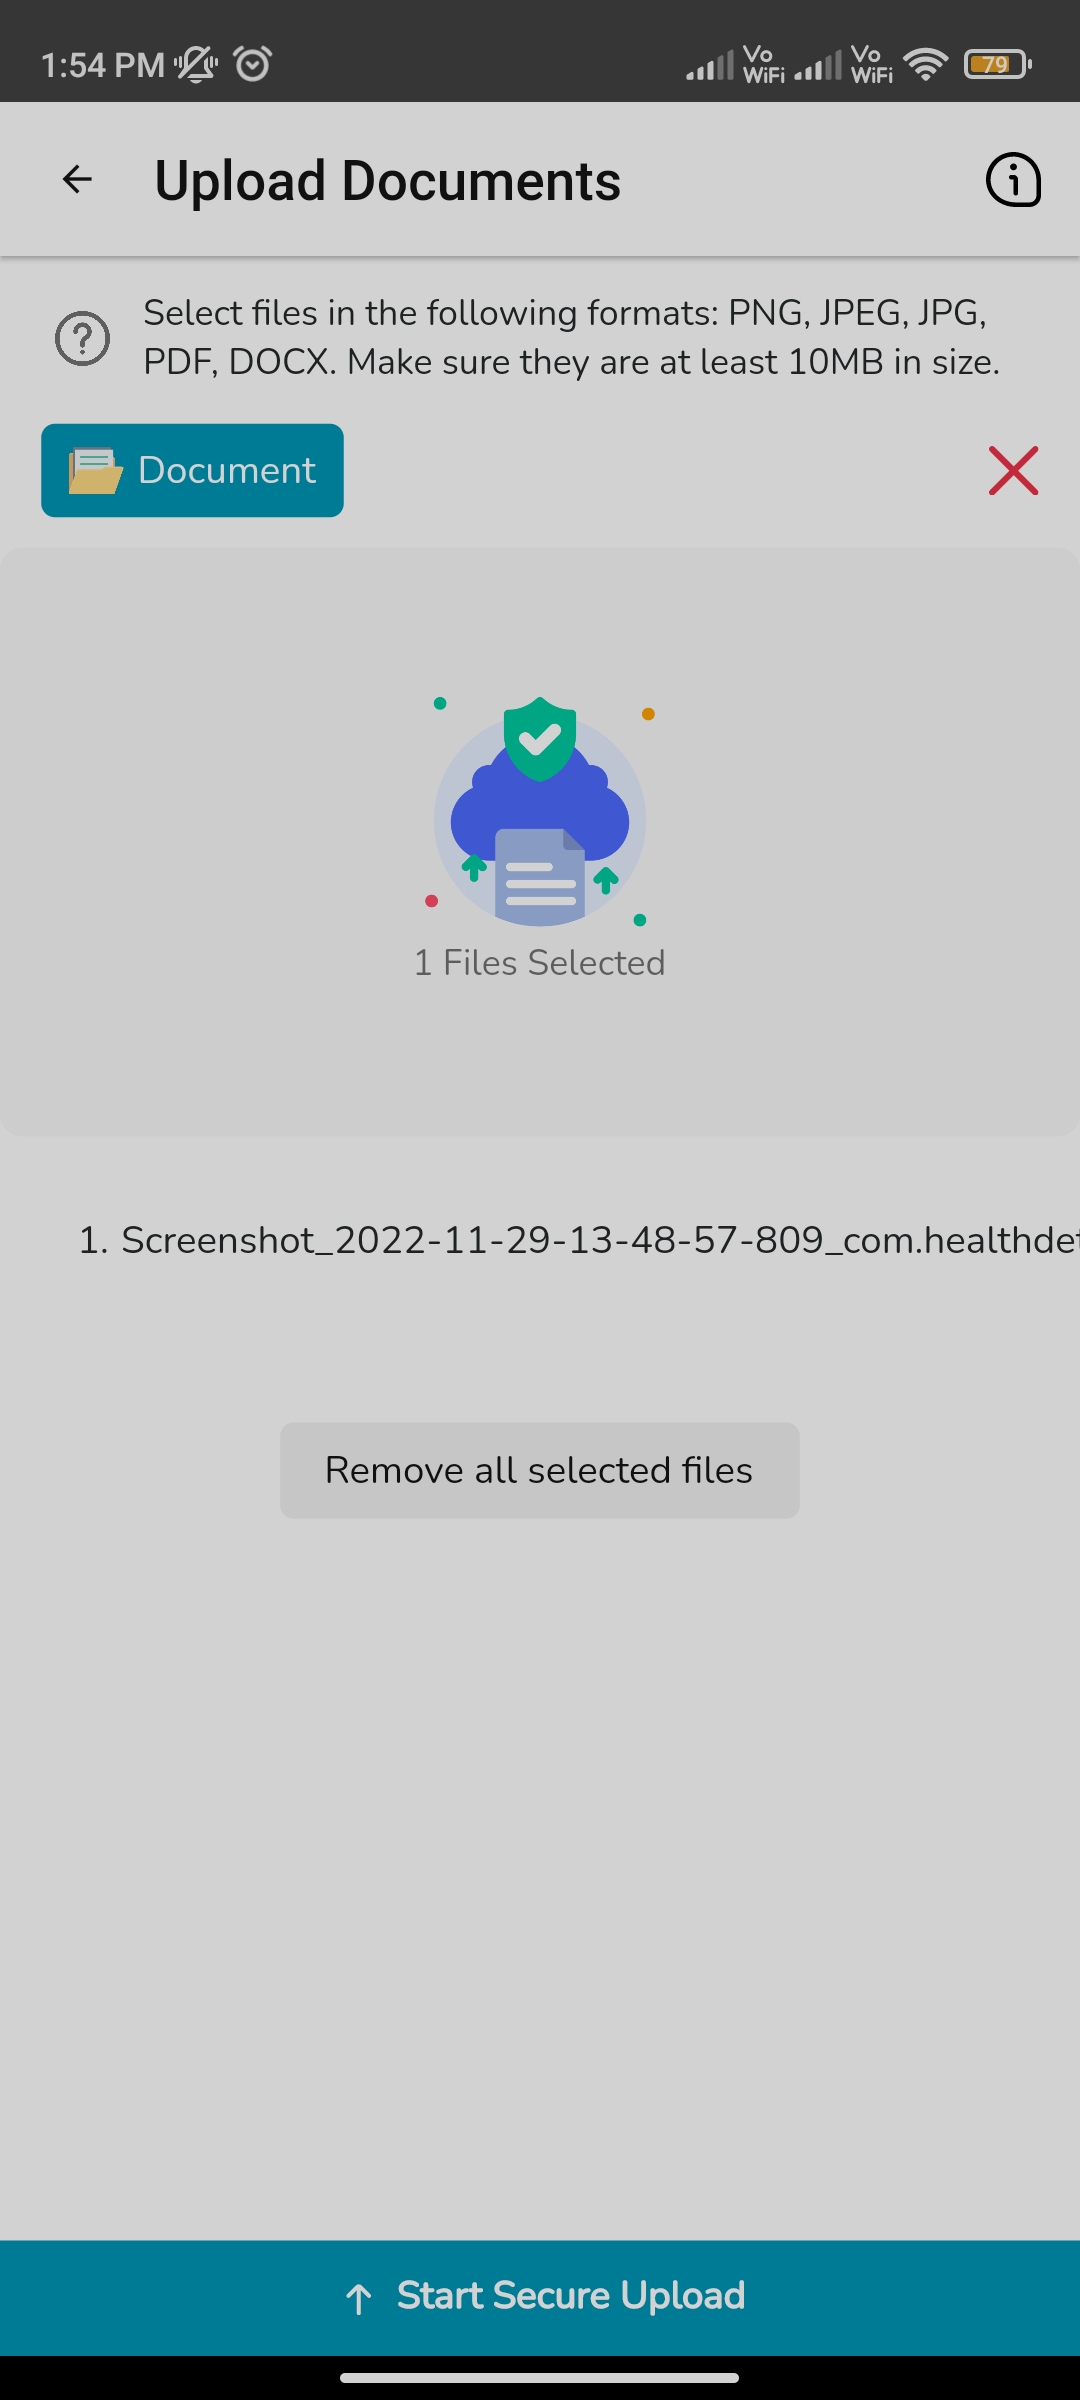 1:54 PM
Vo WiFi Vo WiFi 79
Upload Documents
Select files in the following formats: PNG, JPEG, JPG,
PDF, DOCX. Make sure they are at least 10MB in size.
Document
1 Files Selected
1. Screenshot_2022-11-29-13-48-57-809_com.healthdet
Remove all selected files
Start Secure Upload